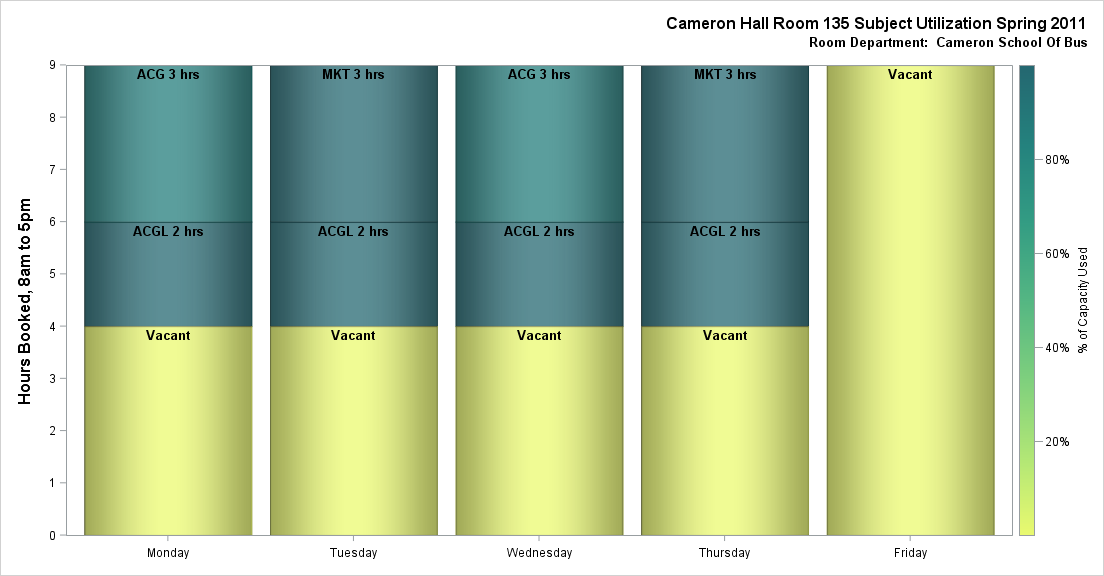 Cameron Hall Room 135 Subject Utilization Spring 2011
Room Department:  Cameron School Of Bus
Hours Booked, 8am to 5pm
9
8
7
6
5
4
3
2
1
0
ACG 3 hrs
MKT 3 hrs
ACG 3 hrs
MKT 3 hrs
Vacant
ACGL 2 hrs
ACGL 2 hrs
ACGL 2 hrs
ACGL 2 hrs
Vacant
Vacant
Vacant
Vacant
Monday
Tuesday
Wednesday
Thursday
Friday
80%
60%
40%
20%
% of Capacity Used